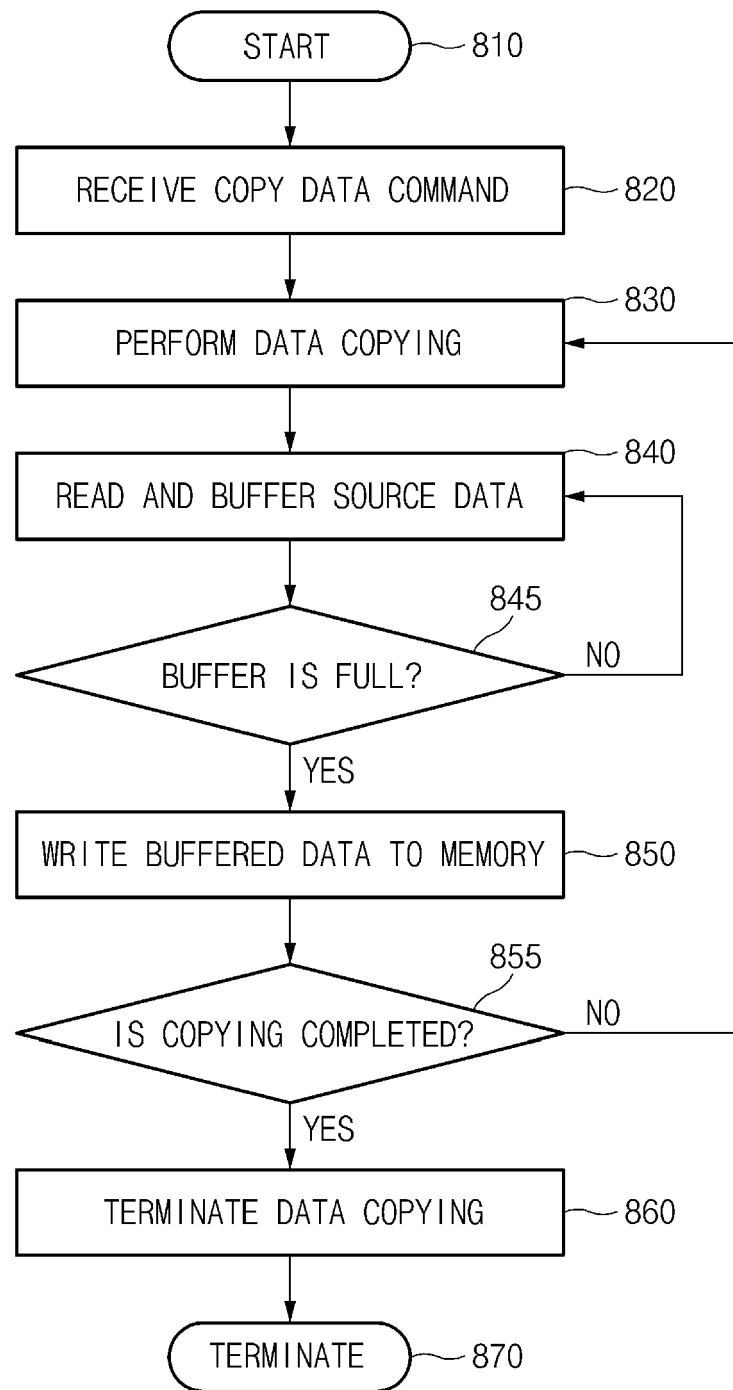 START
810
RECEIVE COPY DATA COMMAND
820
830
PERFORM DATA COPYING
840
READ AND BUFFER SOURCE DATA
845
BUFFER IS FULL?
NO
YES
WRITE BUFFERED DATA TO MEMORY
850
855
IS COPYING COMPLETED?
NO
YES
TERMINATE DATA COPYING
860
TERMINATE
870